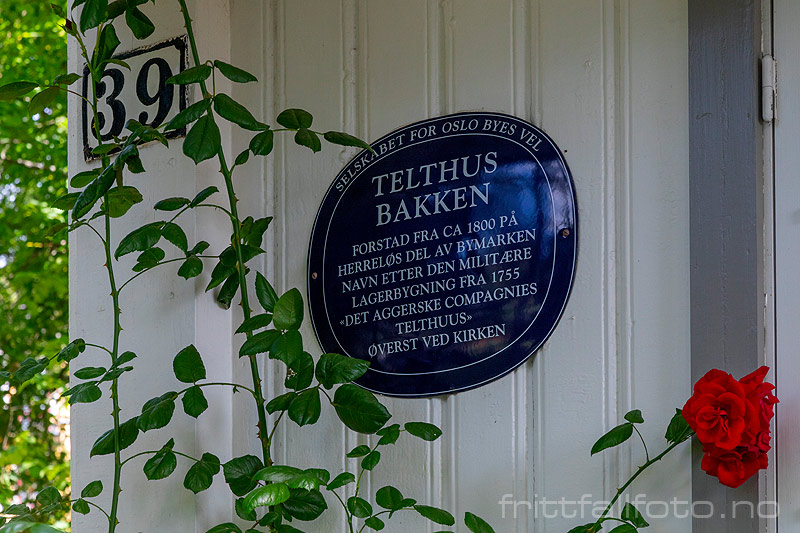 39
SELSKABET FOR OSLO BYES VEL
TELTHUS
BAKKEN
FORSTAD FRA CA 1800 PÅ
HERRELØS DEL AV BYMARKEN
NAVN ETTER DEN MILITÆRE
LAGERBYGNING FRA 1755
«DET AGGERSKE COMPAGNIES
TELTHUUS»
ØVERST VED KIRKEN
frittfallfoto.no